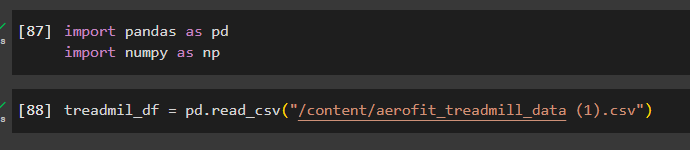 [87] import pandas as pd
import numpy as np
[88] treadmil_df = pd.read_csv("/content/aerofit_treadmill_data (1).csv")